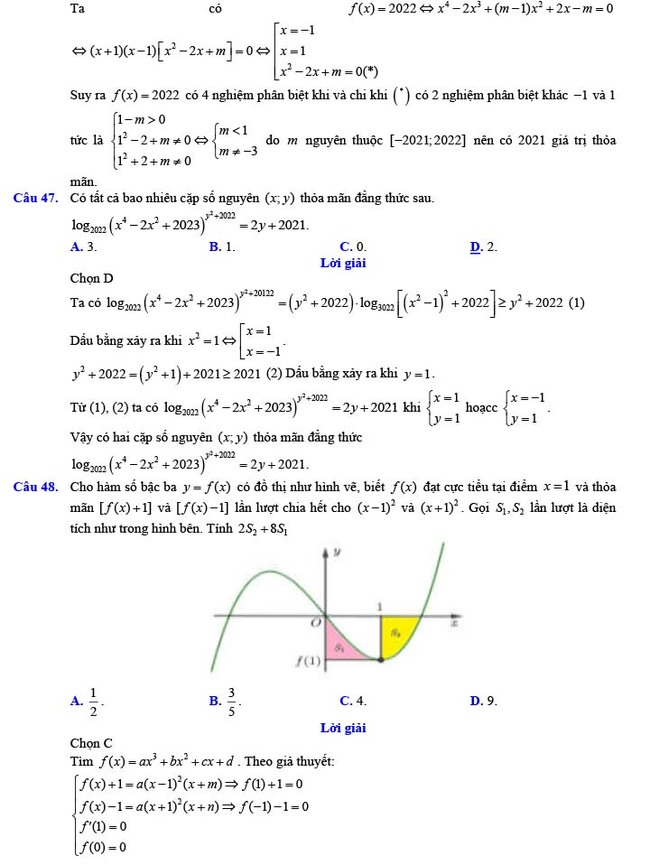 Ta có f(x) = 2022 ⇔ x⁴ − 2x³ + (m−1)x² + 2x − m = 0
⇔ (x+1)(x−1)[x² − 2x + m] = 0 ⇔ [ x = −1
x = 1
x² − 2x + m = 0(*)
Suy ra f(x) = 2022 có 4 nghiệm phân biệt khi và chỉ khi (*) có 2 nghiệm phân biệt khác −1 và 1
tức là { 1 − m > 0
1² − 2 + m ≠ 0
1² + 2 + m ≠ 0 ⇔ { m < 1
m ≠ −3 do m nguyên thuộc [−2021; 2022] nên có 2021 giá trị thỏa
mãn.
Câu 47. Có tất cả bao nhiêu cặp số nguyên (x; y) thỏa mãn đẳng thức sau.
log₂₀₂₂ (x⁴ − 2x² + 2023)^(y²+2022) = 2y + 2021.
A. 3. B. 1. C. 0. D. 2.
Lời giải
Chọn D
Ta có log₂₀₂₂ (x⁴ − 2x² + 2023)^(y²+20122) = (y² + 2022).log₃₀₂₂ [(x² − 1)² + 2022] ≥ y² + 2022 (1)
Dấu bằng xảy ra khi x² = 1 ⇔ [ x = 1
x = −1 .
y² + 2022 = (y² + 1) + 2021 ≥ 2021 (2) Dấu bằng xảy ra khi y = 1.
Từ (1), (2) ta có log₂₀₂₂ (x⁴ − 2x² + 2023)^(y²+2022) = 2y + 2021 khi { x = 1
y = 1 hoạcc { x = −1
y = 1 .
Vậy có hai cặp số nguyên (x; y) thỏa mãn đẳng thức
log₂₀₂₂ (x⁴ − 2x² + 2023)^(y²+2022) = 2y + 2021.
Câu 48. Cho hàm số bậc ba y = f(x) có đồ thị như hình vẽ, biết f(x) đạt cực tiểu tại điểm x = 1 và thỏa
mãn [f(x)+1] và [f(x)−1] lần lượt chia hết cho (x−1)² và (x+1)². Gọi S₁, S₂ lần lượt là diện
tích như trong hình bên. Tính 2S₂ + 8S₁
y
1
O
x
S₁
S₂
f(1)
A. 1/2 . B. 3/5 . C. 4. D. 9.
Lời giải
Chọn C
Tìm f(x) = ax³ + bx² + cx + d . Theo giả thuyết:
{ f(x) + 1 = a(x−1)²(x+m) ⇒ f(1) + 1 = 0
f(x) − 1 = a(x+1)²(x+n) ⇒ f(−1) − 1 = 0
f′(1) = 0
f(0) = 0